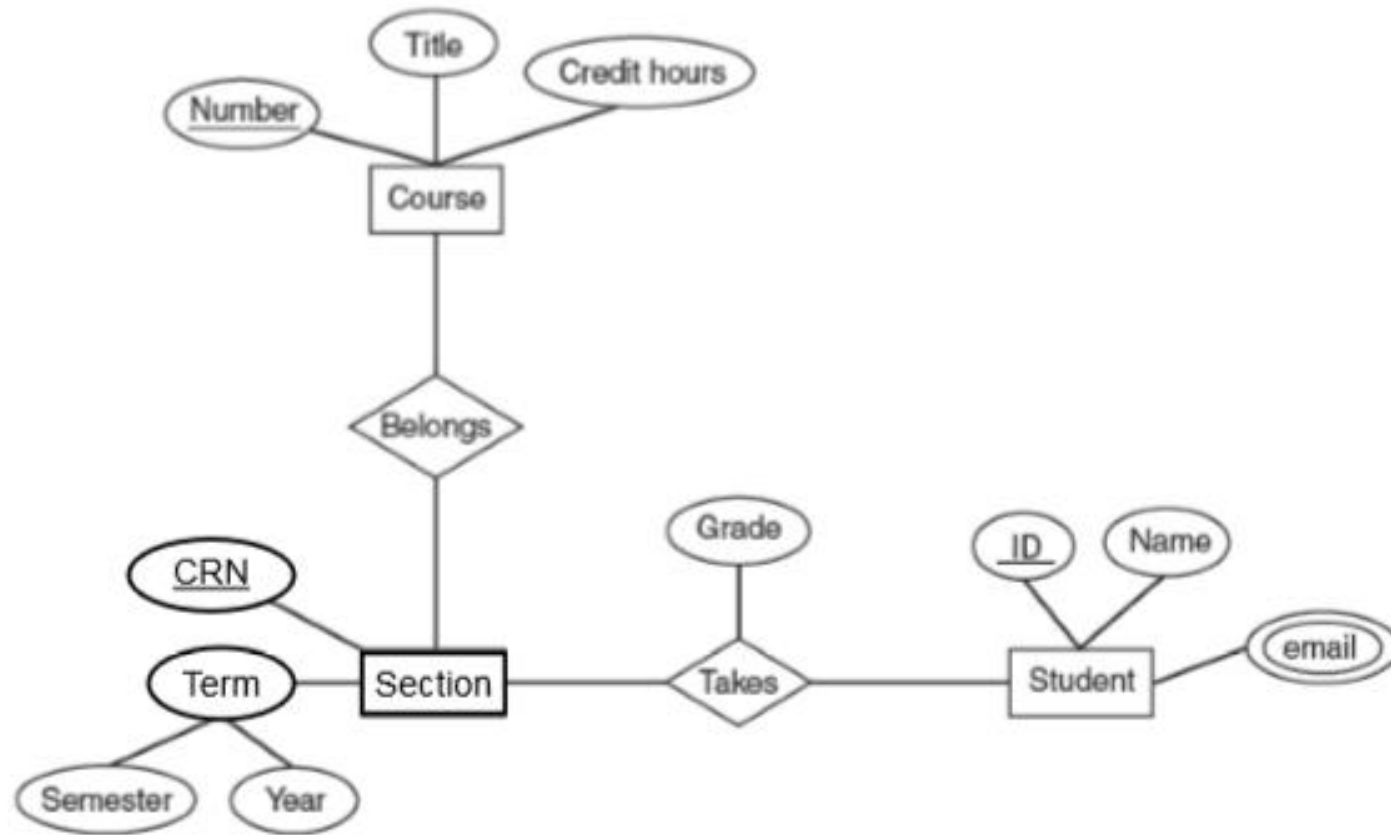 Title
Credit hours
Number
Course
Belongs
Grade
ID
Name
CRN
email
Term
Section
Takes
Student
Semester
Year